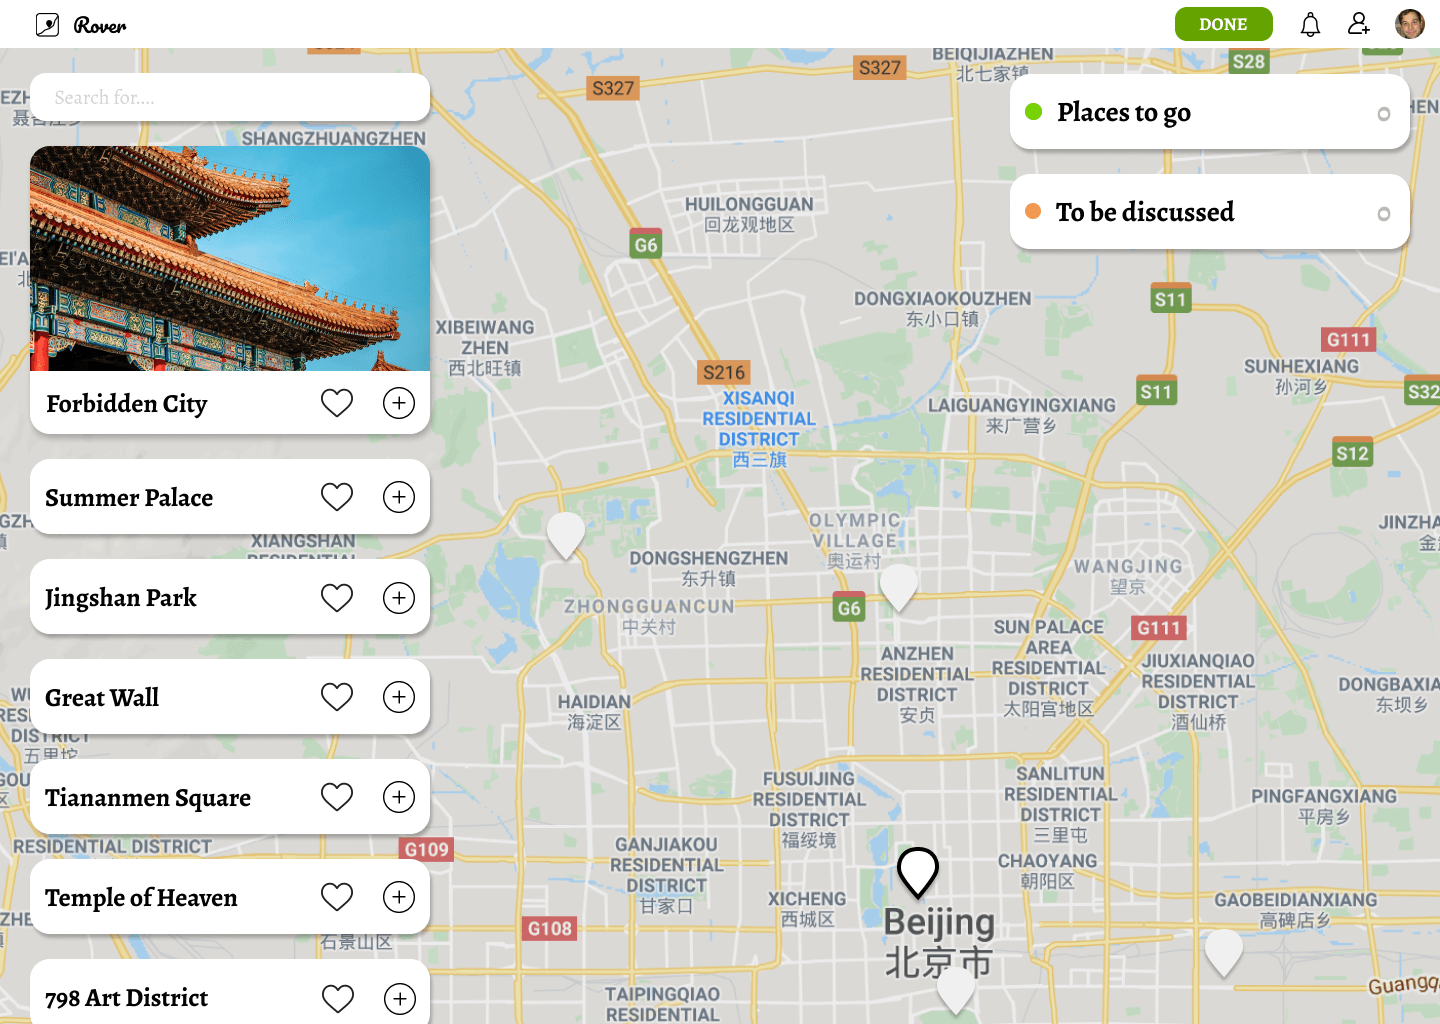 Rover
DONE
Search for....
Forbidden City
Summer Palace
Jingshan Park
Great Wall
Tiananmen Square
Temple of Heaven
798 Art District
Places to go
0
To be discussed
0
S327
S327
BEIQIJIAZHEN
北七家镇
S28
SHANGZHUANGZHEN
HUILONGGUAN
回龙观地区
G6
DONGXIAOKOUZHEN
东小口镇
S11
G111
XIBEIWANG
ZHEN
西北旺镇
S216
SUNHEXIANG
孙河乡
S11
S32
XISANQI
RESIDENTIAL
DISTRICT
西三旗
LAIGUANGYINGXIANG
来广营乡
S12
OLYMPIC
VILLAGE
奥运村
JINZHA
XIANGSHAN
DONGSHENGZHEN
东升镇
WANGJING
望京
ZHONGGUANCUN
中关村
G6
SUN PALACE
AREA
RESIDENTIAL
DISTRICT
太阳宫地区
G111
ANZHEN
RESIDENTIAL
DISTRICT
安贞
JIUXIANQIAO
RESIDENTIAL
DISTRICT
酒仙桥
HAIDIAN
海淀区
DONGBAXIA
东坝乡
DISTRICT
五里坨
FUSUIJING
RESIDENTIAL
DISTRICT
福绥境
SANLITUN
RESIDENTIAL
DISTRICT
三里屯
PINGFANGXIANG
平房乡
RESIDENTIAL DISTRICT
G109
GANJIAKOU
RESIDENTIAL
DISTRICT
甘家口
CHAOYANG
朝阳区
XICHENG
西城区
GAOBEIDIANXIANG
高碑店乡
G108
石景山区
Beijing
北京市
TAIPINGQIAO
RESIDENTIAL
Guangq